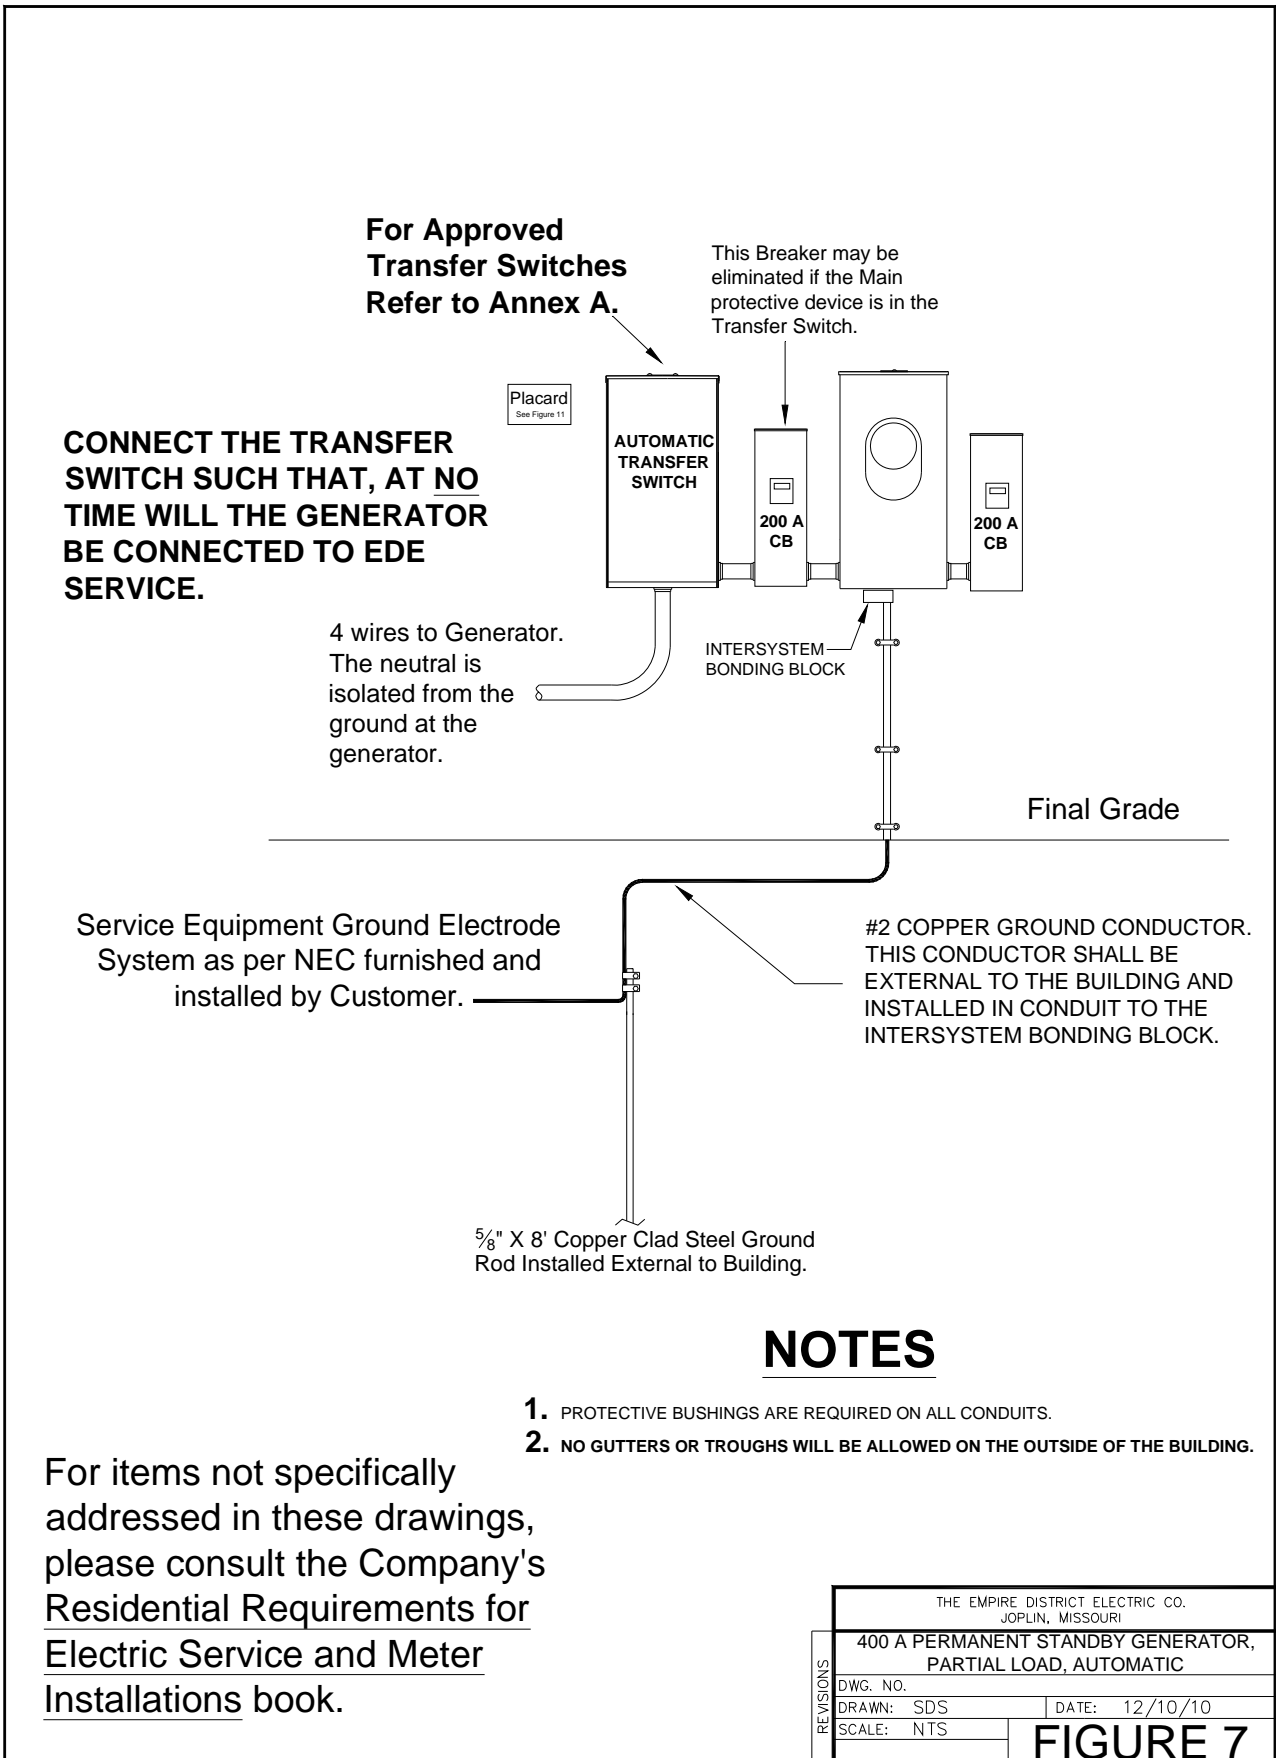 For Approved
Transfer Switches
Refer to Annex A.
This Breaker may be
eliminated if the Main
protective device is in the
Transfer Switch.
Placard
See Figure 11
CONNECT THE TRANSFER
SWITCH SUCH THAT, AT NO
TIME WILL THE GENERATOR
BE CONNECTED TO EDE
SERVICE.
AUTOMATIC
TRANSFER
SWITCH
200 A
CB
200 A
CB
4 wires to Generator.
The neutral is
isolated from the
ground at the
generator.
INTERSYSTEM
BONDING BLOCK
Final Grade
Service Equipment Ground Electrode
System as per NEC furnished and
installed by Customer.
#2 COPPER GROUND CONDUCTOR.
THIS CONDUCTOR SHALL BE
EXTERNAL TO THE BUILDING AND
INSTALLED IN CONDUIT TO THE
INTERSYSTEM BONDING BLOCK.
⅝" X 8' Copper Clad Steel Ground
Rod Installed External to Building.
NOTES
1. PROTECTIVE BUSHINGS ARE REQUIRED ON ALL CONDUITS.
2. NO GUTTERS OR TROUGHS WILL BE ALLOWED ON THE OUTSIDE OF THE BUILDING.
For items not specifically
addressed in these drawings,
please consult the Company's
Residential Requirements for
Electric Service and Meter
Installations book.
THE EMPIRE DISTRICT ELECTRIC CO.
JOPLIN, MISSOURI
400 A PERMANENT STANDBY GENERATOR,
PARTIAL LOAD, AUTOMATIC
REVISIONS
DWG. NO.
DRAWN: SDS DATE: 12/10/10
SCALE: NTS
FIGURE 7